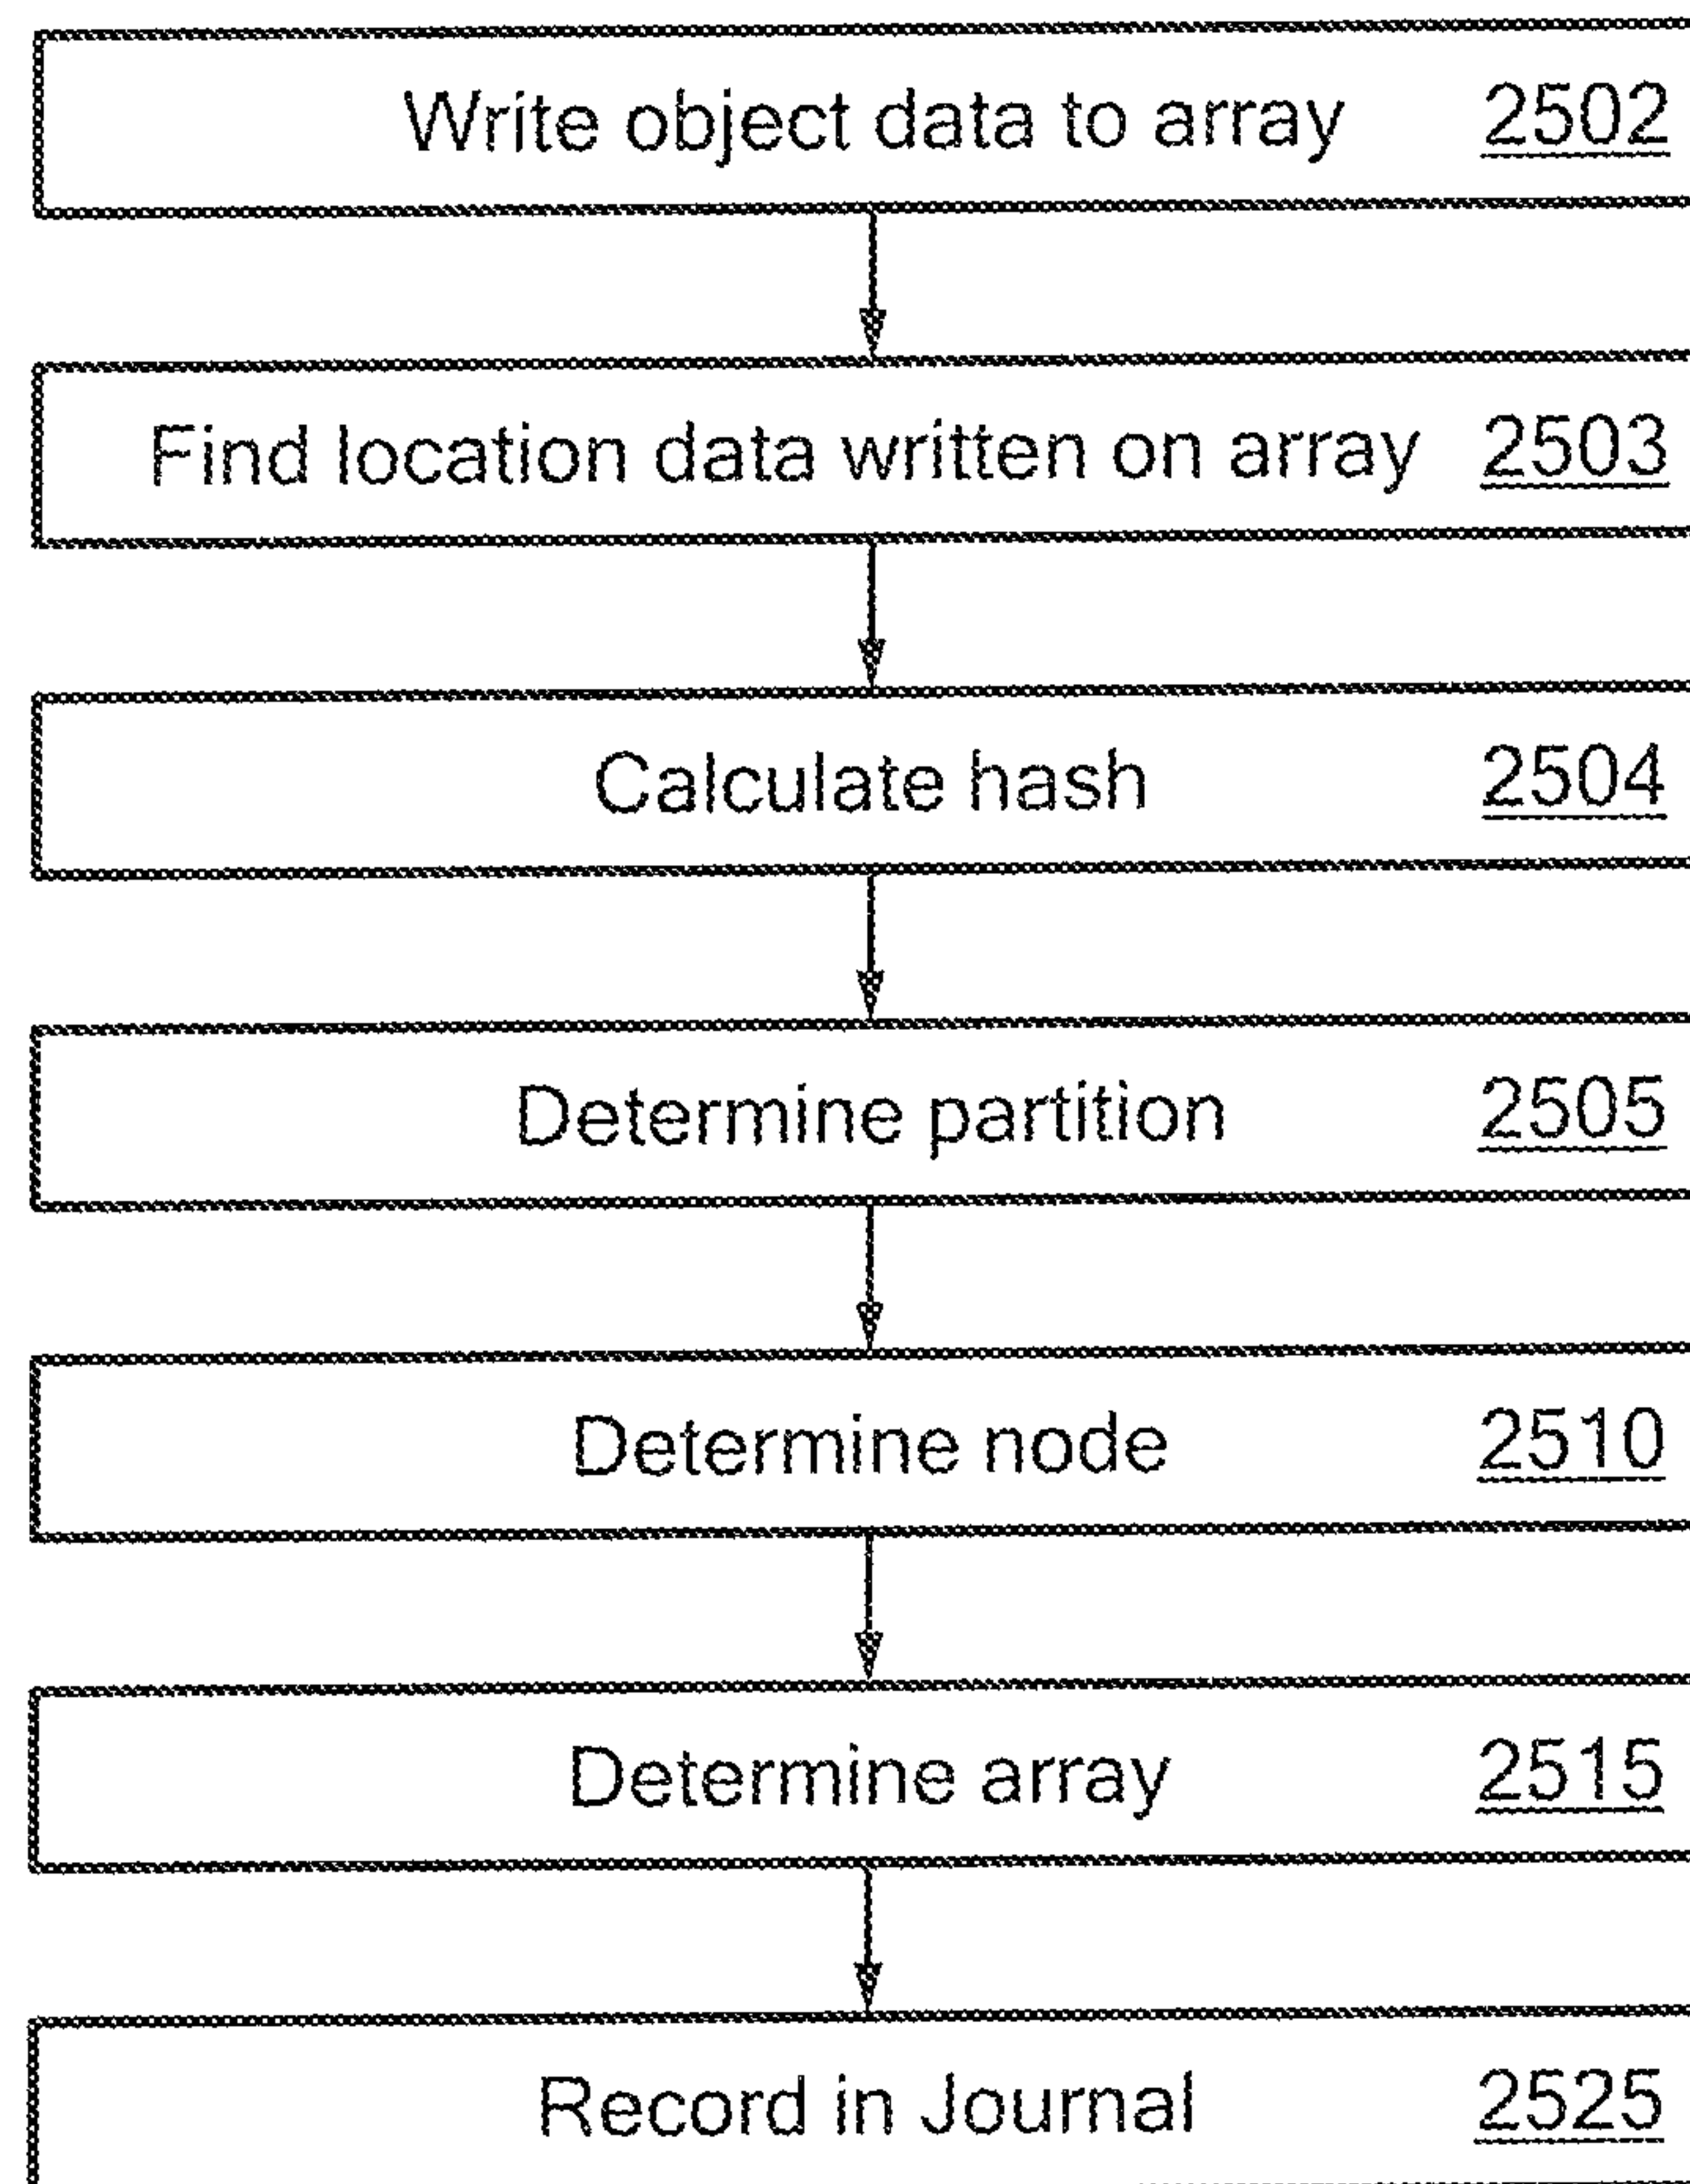 Write object data to array 2502
Find location data written on array 2503
Calculate hash 2504
Determine partition 2505
Determine node 2510
Determine array 2515
Record in Journal 2525